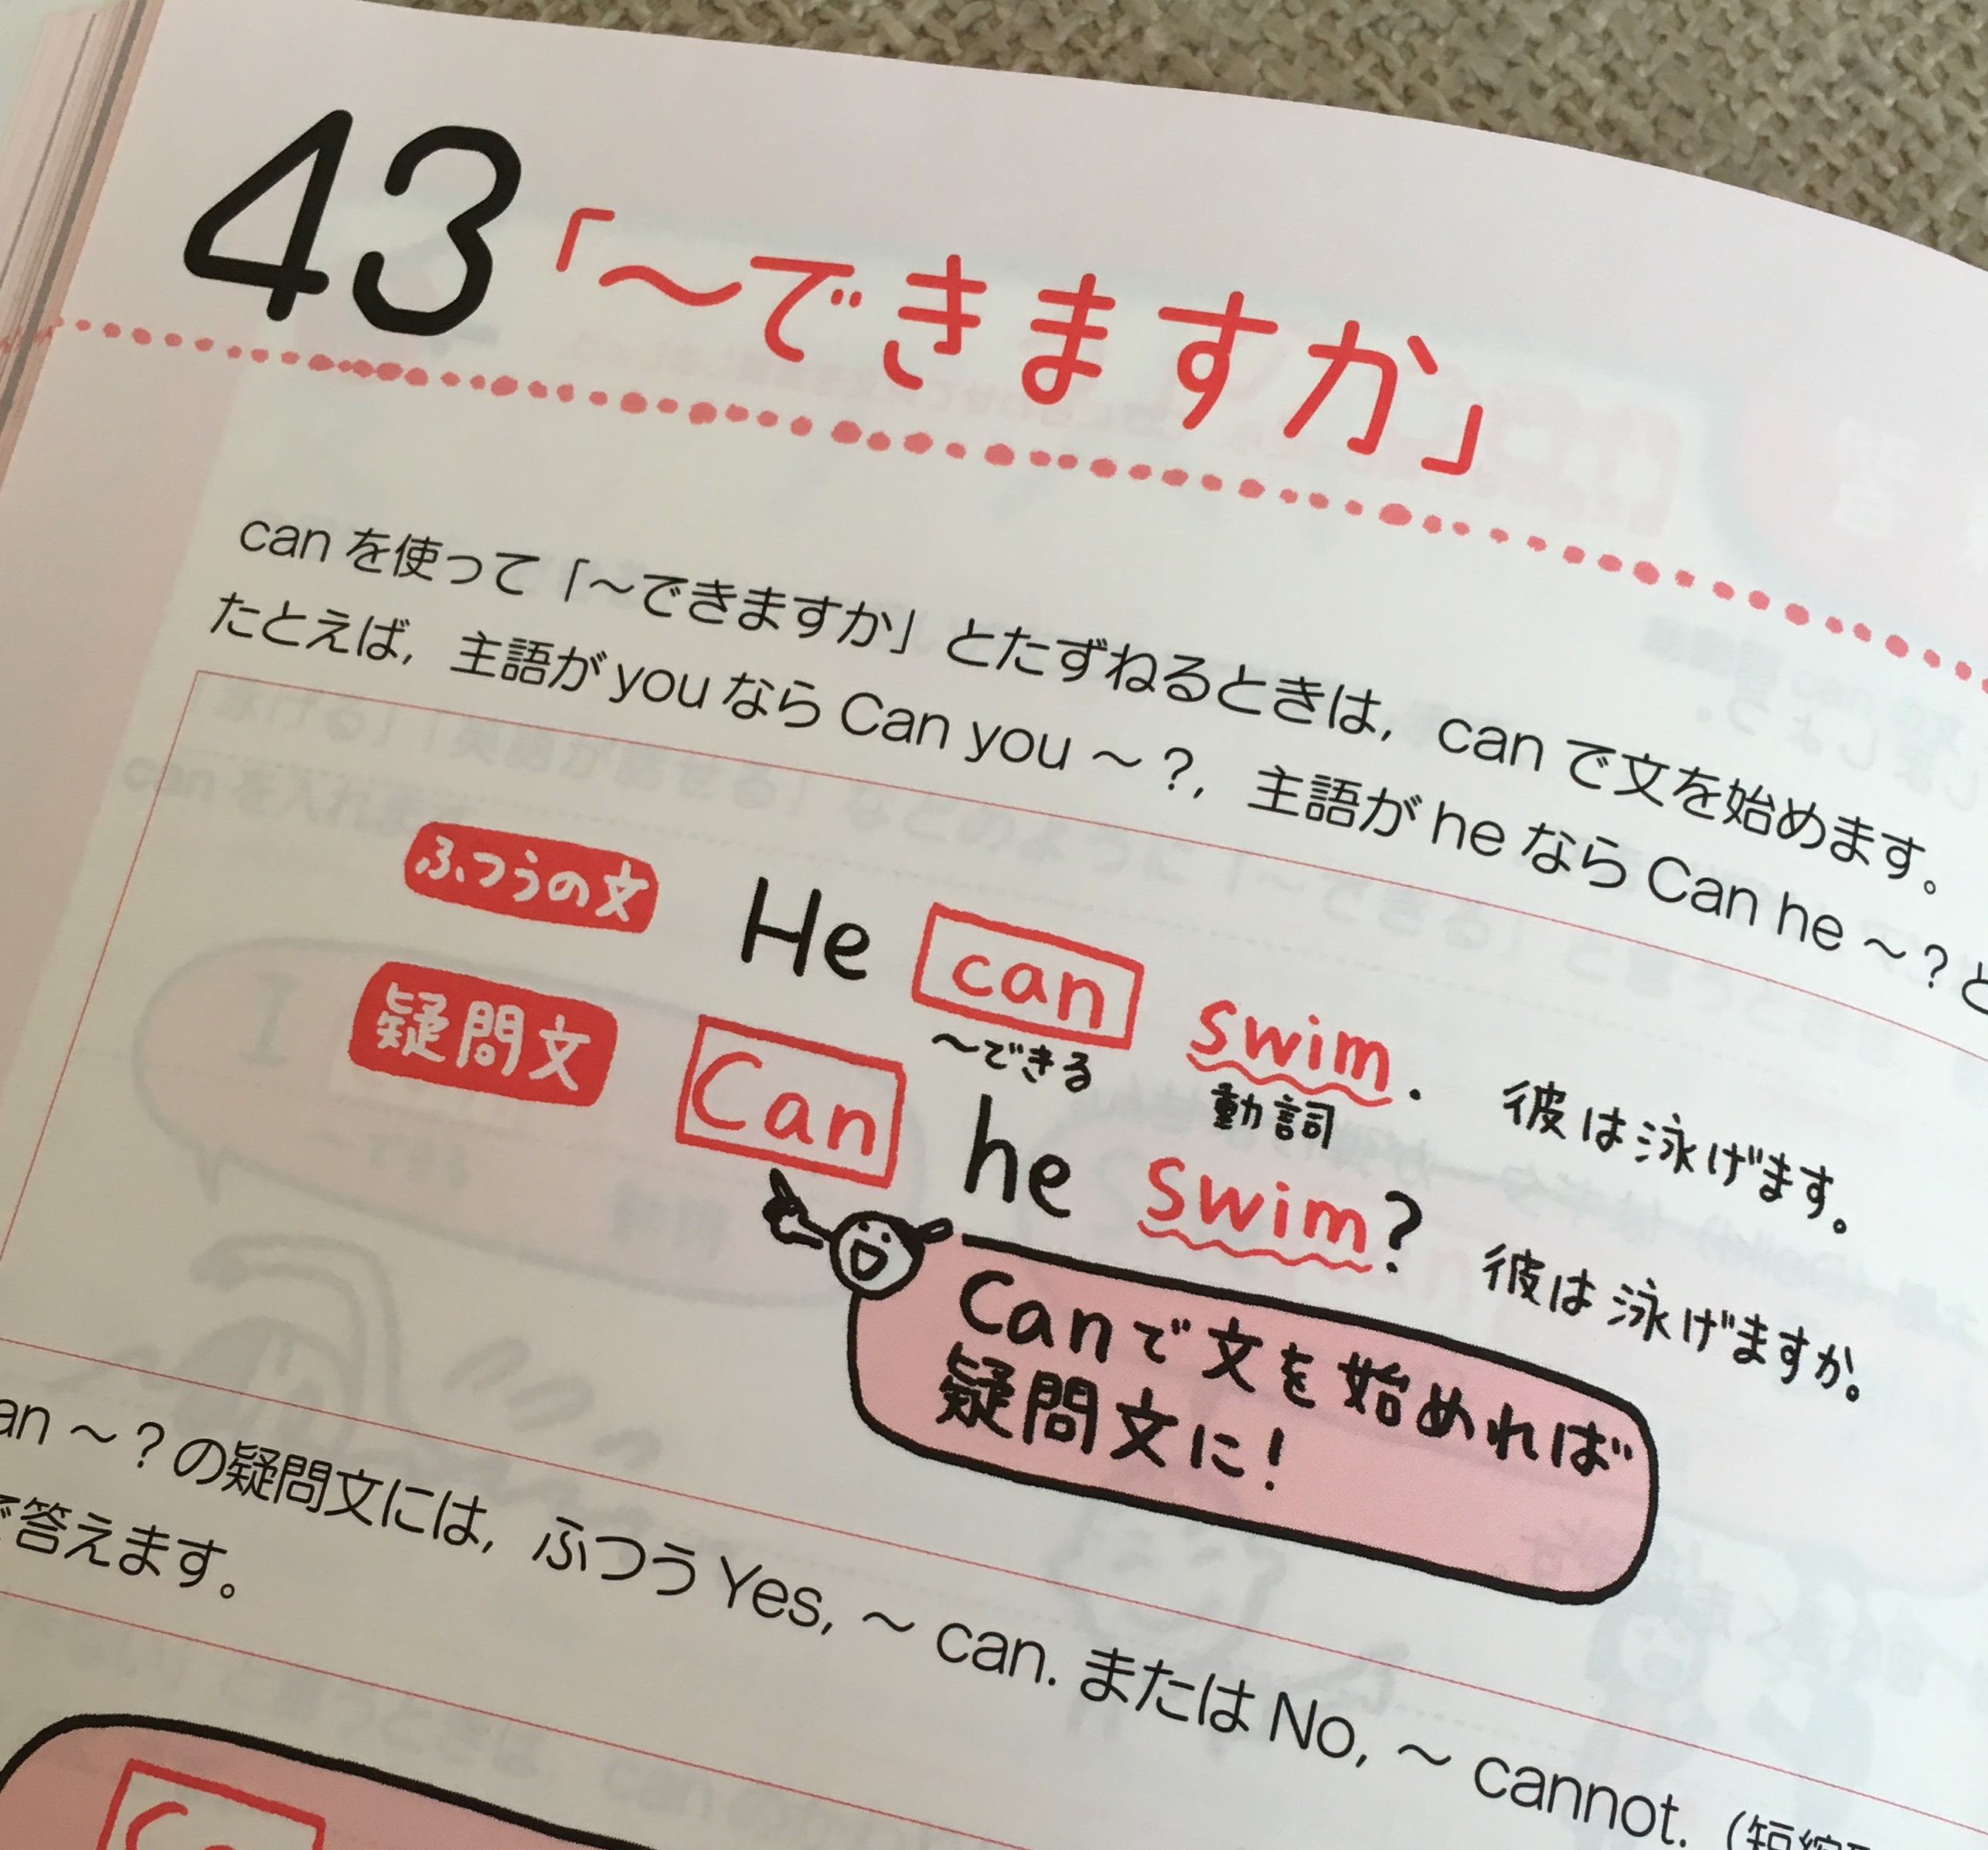 43「～できますか」
can を使って「～できますか」とたずねるときは，can で文を始めます。
たとえば，主語が you なら Can you ～？，主語が he なら Can he ～？と
ふつうの文 He can swim. 彼は泳げます。
～できる 動詞
疑問文 Can he swim? 彼は泳げますか。
Canで文を始めれば
疑問文に！
an ～？の疑問文には，ふつう Yes, ～ can. または No, ～ cannot.（短縮
で答えます。